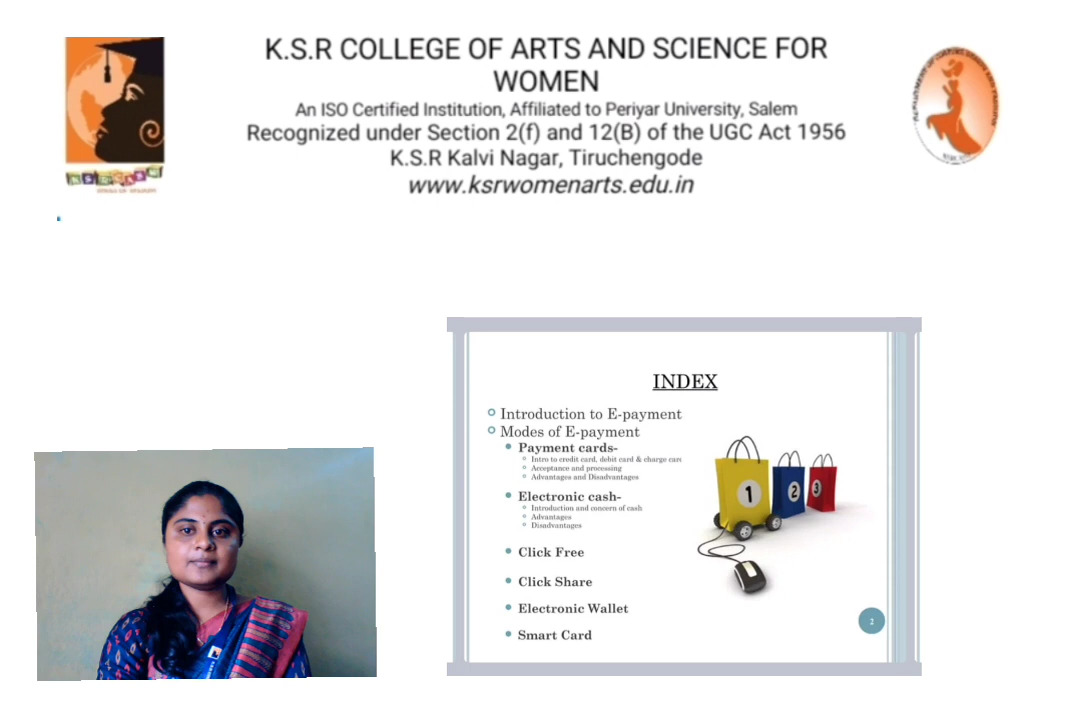 K.S.R COLLEGE OF ARTS AND SCIENCE FOR
WOMEN
An ISO Certified Institution, Affiliated to Periyar University, Salem
Recognized under Section 2(f) and 12(B) of the UGC Act 1956
K.S.R Kalvi Nagar, Tiruchengode
www.ksrwomenarts.edu.in
INDEX
Introduction to E-payment
Modes of E-payment
Payment cards-
Intro to credit card, debit card & charge car
Acceptance and processing
Advantages and Disadvantages
Electronic cash-
Introduction and concern of cash
Advantages
Disadvantages
Click Free
Click Share
Electronic Wallet
Smart Card
1
2
3
2